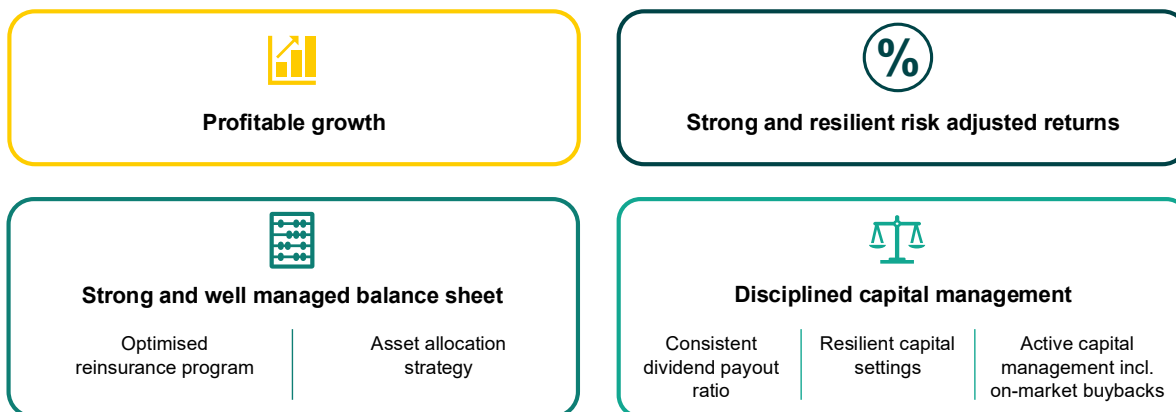 Profitable growth
%
Strong and resilient risk adjusted returns
Strong and well managed balance sheet
Optimised
reinsurance program
Asset allocation
strategy
Disciplined capital management
Consistent
dividend payout
ratio
Resilient capital
settings
Active capital
management incl.
on-market buybacks